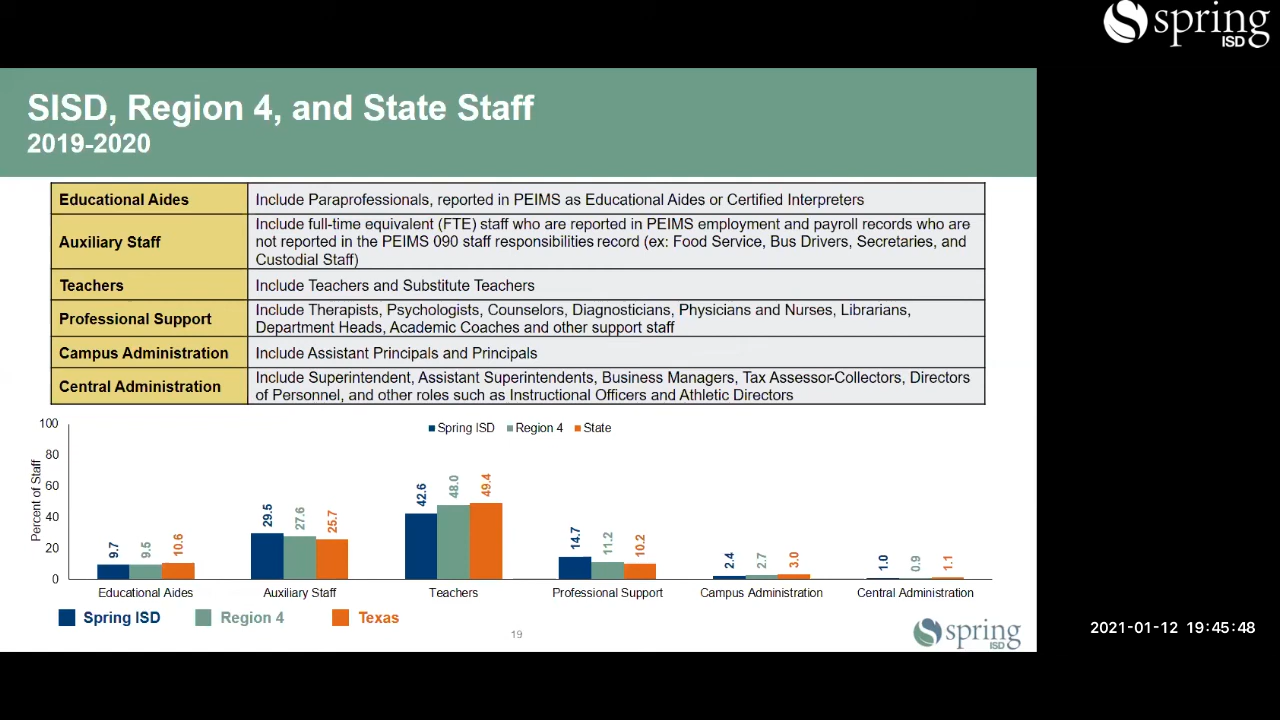 spring
ISD
SISD, Region 4, and State Staff
2019-2020
Educational Aides
Include Paraprofessionals, reported in PEIMS as Educational Aides or Certified Interpreters
Auxiliary Staff
Include full-time equivalent (FTE) staff who are reported in PEIMS employment and payroll records who are
not reported in the PEIMS 090 staff responsibilities record (ex: Food Service, Bus Drivers, Secretaries, and
Custodial Staff)
Teachers
Include Teachers and Substitute Teachers
Professional Support
Include Therapists, Psychologists, Counselors, Diagnosticians, Physicians and Nurses, Librarians,
Department Heads, Academic Coaches and other support staff
Campus Administration
Include Assistant Principals and Principals
Central Administration
Include Superintendent, Assistant Superintendents, Business Managers, Tax Assessor-Collectors, Directors
of Personnel, and other roles such as Instructional Officers and Athletic Directors
Percent of Staff
100
80
60
40
20
0
Spring ISD Region 4 State
9.7 9.5 10.6
29.5 27.6 25.7
42.6 48.0 49.4
14.7 11.2 10.2
2.4 2.7 3.0
1.0 0.9 1.1
Educational Aides Auxiliary Staff Teachers Professional Support Campus Administration Central Administration
Spring ISD Region 4 Texas
19
spring
ISD
2021-01-12 19:45:48